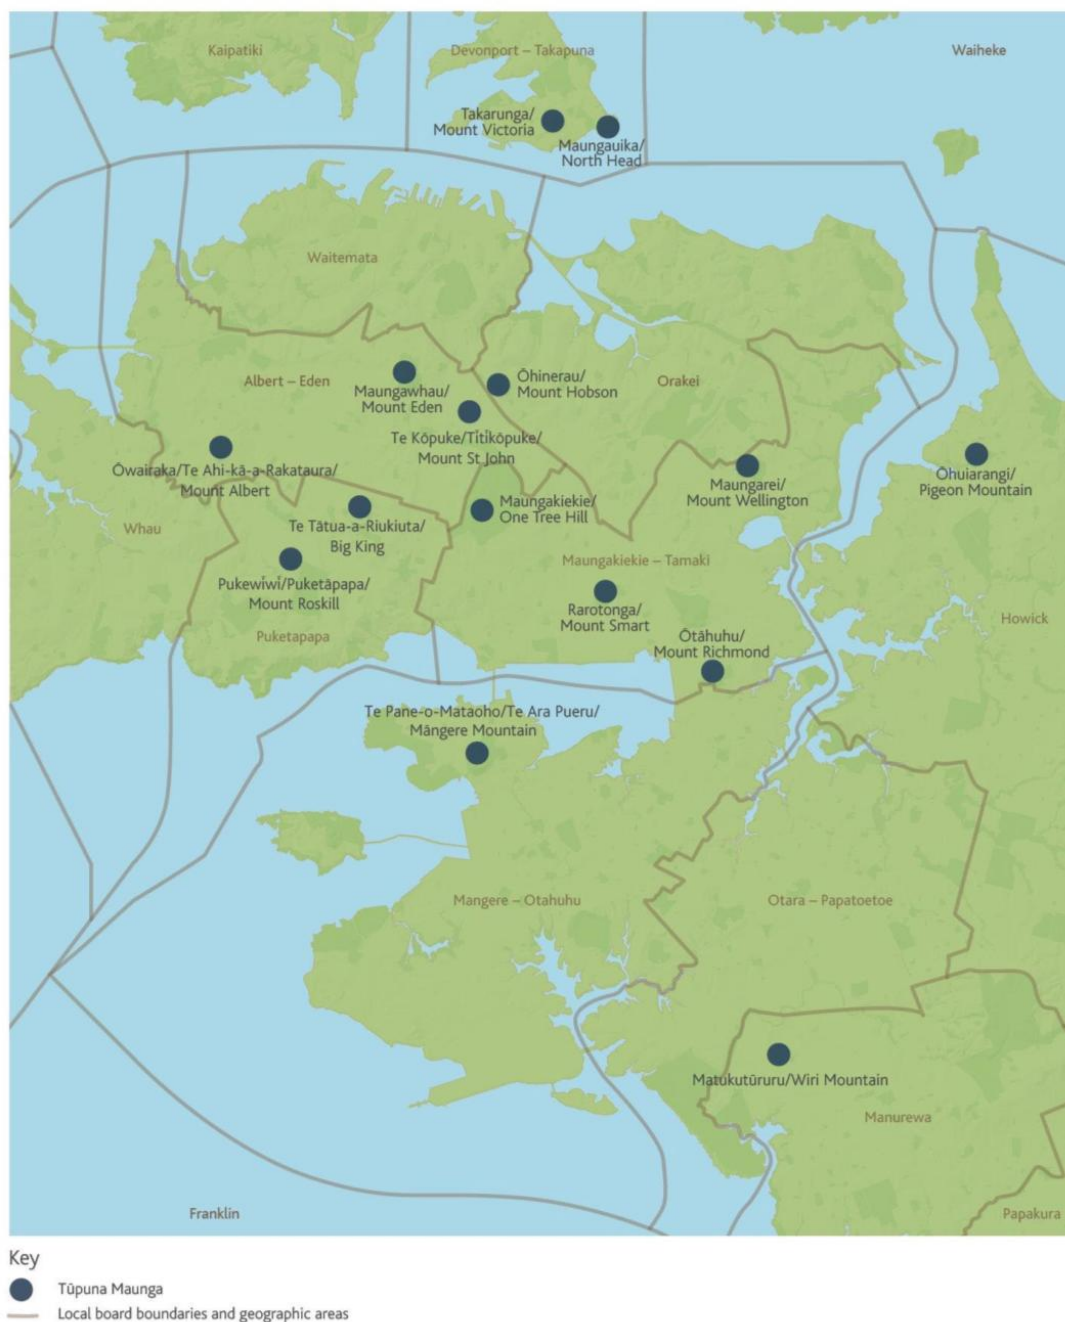 Kaipatiki
Devonport – Takapuna
Waiheke
Takarunga/
Mount Victoria
Maungauika/
North Head
Waitemata
Albert – Eden
Maungawhau/
Mount Eden
Ōhinerau/
Mount Hobson
Orakei
Te Kōpuke/Tītīkōpuke/
Mount St John
Ōwairaka/Te Ahi-kā-a-Rakataura/
Mount Albert
Maungarei/
Mount Wellington
Ōhuiarangi/
Pigeon Mountain
Whau
Te Tātua-a-Riukiuta/
Big King
Maungakiekie/
One Tree Hill
Pukewīwī/Puketāpapa/
Mount Roskill
Maungakiekie – Tamaki
Puketapapa
Rarotonga/
Mount Smart
Howick
Ōtāhuhu/
Mount Richmond
Te Pane-o-Mataoho/Te Ara Pueru/
Māngere Mountain
Mangere – Otahuhu
Otara – Papatoetoe
Matukutūruru/Wiri Mountain
Manurewa
Franklin
Papakura
Key
Tūpuna Maunga
Local board boundaries and geographic areas